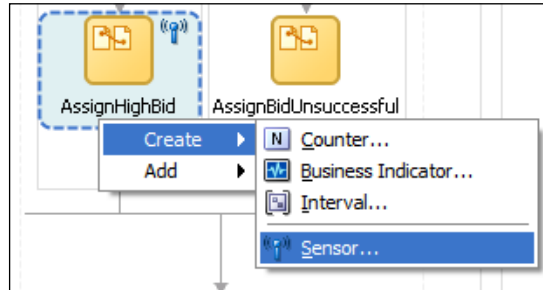 AssignHighBid AssignBidUnsuccessful
Create
Add
N Counter...
Business Indicator...
Interval...
Sensor...